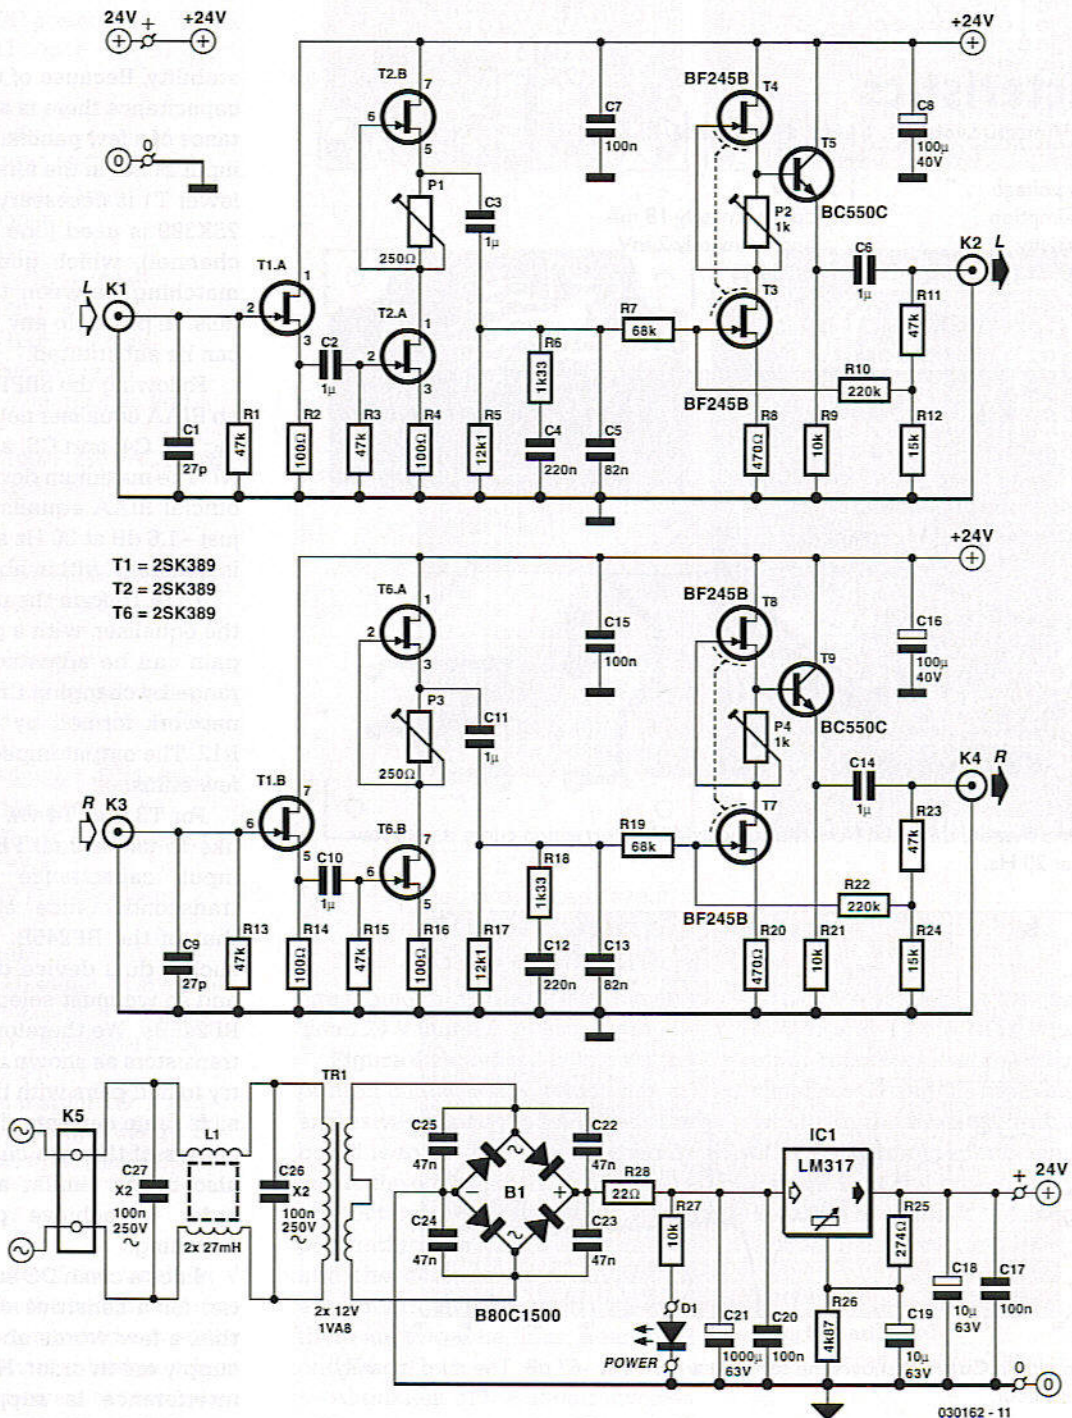 24V + +24V
0 0
+24V
T2.B
7
6
5
C7
100n
BF245B
T4
T5
BC550C
C8
100µ
40V
P1
250Ω
C3
1µ
P2
1k
T1.A
L K1
2
1
3
C2
1µ
T2.A
1
2
3
R7
68k
T3
BF245B
C6
1µ
K2 L
R11
47k
R10
220k
C1
27p
R1
47k
R2
100Ω
R3
47k
R4
100Ω
R5
12k1
R6
1k33
C4
220n
C5
82n
R8
470Ω
R9
10k
R12
15k
+24V
T1 = 2SK389
T2 = 2SK389
T6 = 2SK389
T6.A
1
2
3
C15
100n
BF245B
T8
T9
BC550C
C16
100µ
40V
P3
250Ω
C11
1µ
P4
1k
T1.B
R K3
6
7
5
C10
1µ
T6.B
7
6
5
R19
68k
T7
BF245B
C14
1µ
K4 R
R23
47k
R22
220k
C9
27p
R13
47k
R14
100Ω
R15
47k
R16
100Ω
R17
12k1
R18
1k33
C12
220n
C13
82n
R20
470Ω
R21
10k
R24
15k
K5
C27
X2
100n
250V
~
L1
2x 27mH
C26
X2
100n
250V
~
TR1
2x 12V
1VA8
C25
47n
C22
47n
C24
47n
C23
47n
~
− B1 +
~
B80C1500
R28
22Ω
R27
10k
D1
POWER
C21
1000µ
63V
C20
100n
IC1
LM317
R25
274Ω
R26
4k87
C19
10µ
63V
C18
10µ
63V
C17
100n
+ 24V
0 0
030162 - 11